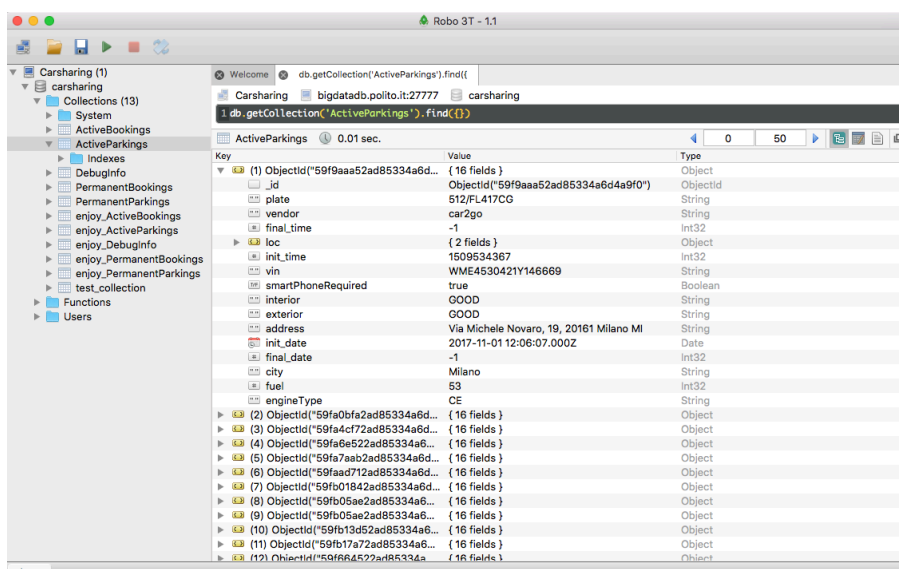 Robo 3T - 1.1
Carsharing (1)
carsharing
Collections (13)
System
ActiveBookings
ActiveParkings
Indexes
DebugInfo
PermanentBookings
PermanentParkings
enjoy_ActiveBookings
enjoy_ActiveParkings
enjoy_DebugInfo
enjoy_PermanentBookings
enjoy_PermanentParkings
test_collection
Functions
Users
Welcome db.getCollection('ActiveParkings').find({
Carsharing bigdatadb.polito.it:27777 carsharing
1 db.getCollection('ActiveParkings').find({})
ActiveParkings 0.01 sec. 0 50
Key Value Type
(1) ObjectId("59f9aaa52ad85334a6d... { 16 fields } Object
_id ObjectId("59f9aaa52ad85334a6d4a9f0") ObjectId
plate 512/FL417CG String
vendor car2go String
final_time -1 Int32
loc { 2 fields } Object
init_time 1509534367 Int32
vin WME4530421Y146669 String
smartPhoneRequired true Boolean
interior GOOD String
exterior GOOD String
address Via Michele Novaro, 19, 20161 Milano MI String
init_date 2017-11-01 12:06:07.000Z Date
final_date -1 Int32
city Milano String
fuel 53 Int32
engineType CE String
(2) ObjectId("59fa0bfa2ad85334a6d... { 16 fields } Object
(3) ObjectId("59fa4cf72ad85334a6d... { 16 fields } Object
(4) ObjectId("59fa6e522ad85334a6... { 16 fields } Object
(5) ObjectId("59fa7aab2ad85334a6d... { 16 fields } Object
(6) ObjectId("59faad712ad85334a6d... { 16 fields } Object
(7) ObjectId("59fb01842ad85334a6d... { 16 fields } Object
(8) ObjectId("59fb05ae2ad85334a6... { 16 fields } Object
(9) ObjectId("59fb05ae2ad85334a6... { 16 fields } Object
(10) ObjectId("59fb13d52ad85334a6... { 16 fields } Object
(11) ObjectId("59fb17a72ad85334a6... { 16 fields } Object
(12) ObjectId("59f664522ad85334a... { 16 fields } Object